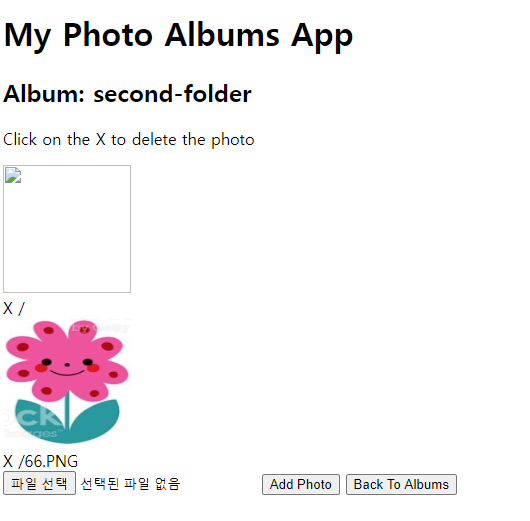 My Photo Albums App
Album: second-folder
Click on the X to delete the photo
X /
X /66.PNG
파일 선택 선택된 파일 없음 Add Photo Back To Albums